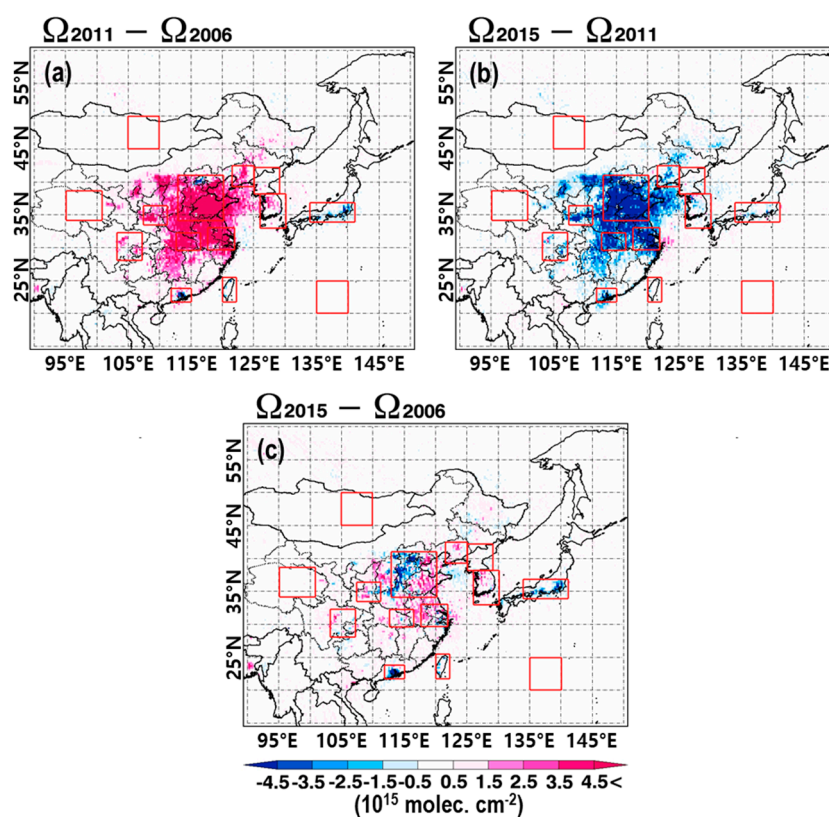 Ω2011 − Ω2006
(a)
55°N
45°N
35°N
25°N
95°E 105°E 115°E 125°E 135°E 145°E
Ω2015 − Ω2011
(b)
55°N
45°N
35°N
25°N
95°E 105°E 115°E 125°E 135°E 145°E
Ω2015 − Ω2006
(c)
55°N
45°N
35°N
25°N
95°E 105°E 115°E 125°E 135°E 145°E
-4.5 -3.5 -2.5 -1.5 -0.5 0.5 1.5 2.5 3.5 4.5<
(10¹⁵ molec. cm⁻²)